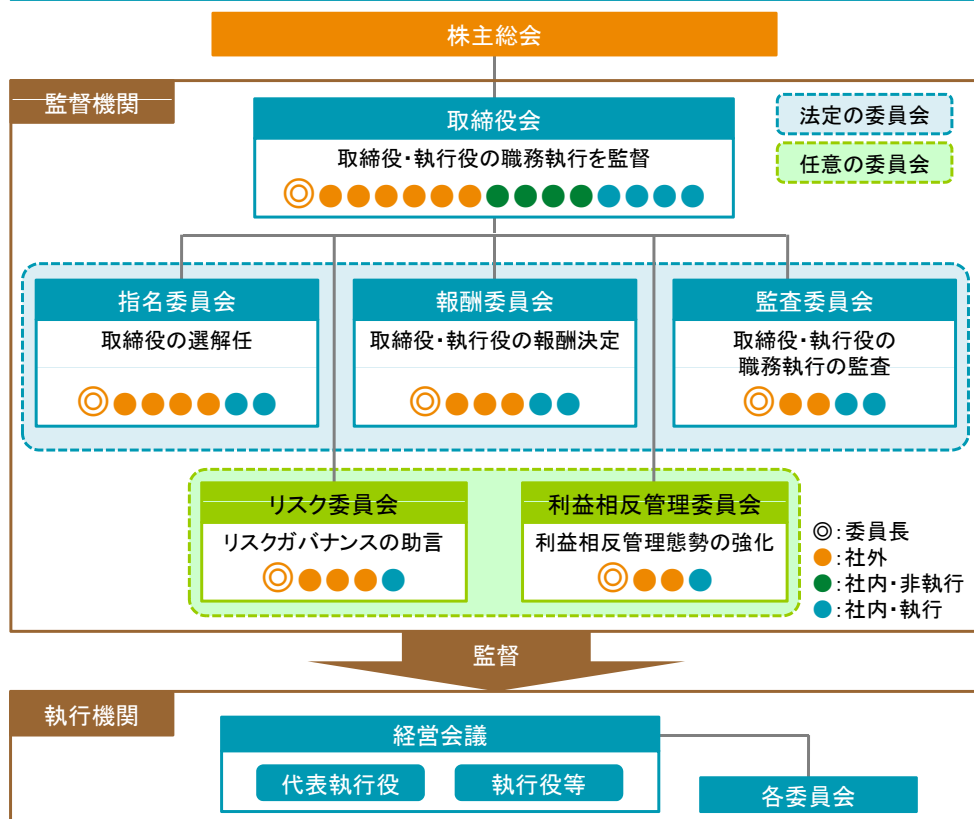 株主総会
監督機関
取締役会
取締役・執行役の職務執行を監督
法定の委員会
任意の委員会
指名委員会
取締役の選解任
報酬委員会
取締役・執行役の報酬決定
監査委員会
取締役・執行役の
職務執行の監査
リスク委員会
リスクガバナンスの助言
利益相反管理委員会
利益相反管理態勢の強化
◎:委員長
●:社外
●:社内・非執行
●:社内・執行
監督
執行機関
経営会議
代表執行役
執行役等
各委員会